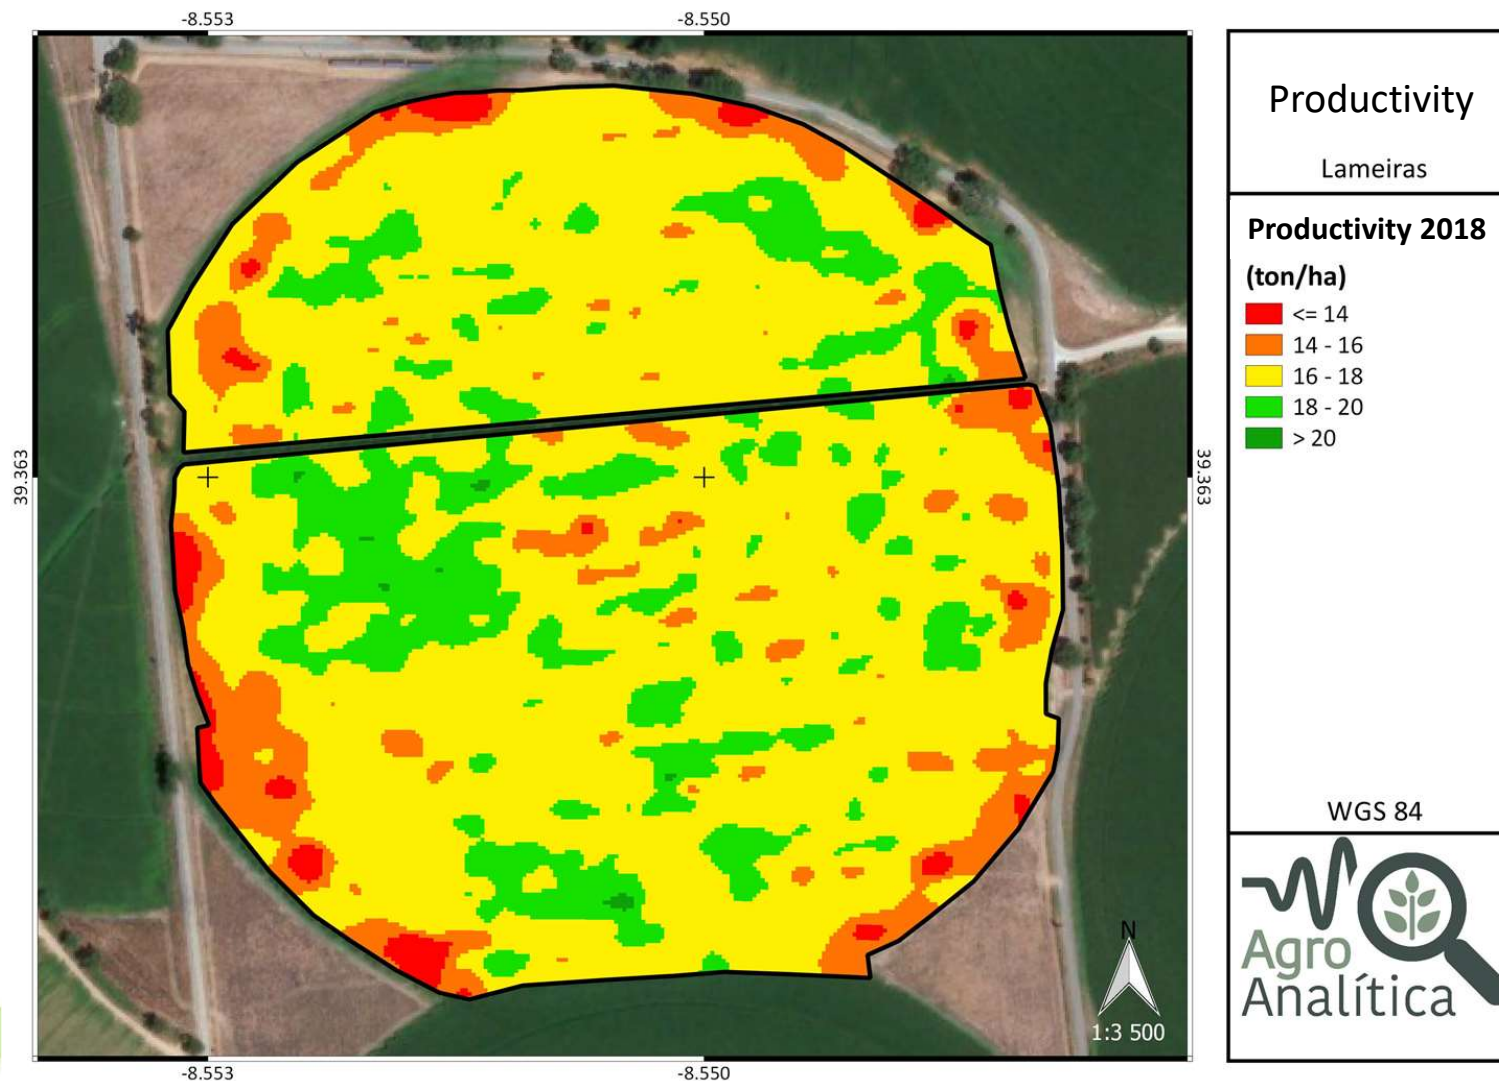 -8.553
-8.550
39.363
39.363
N
1:3 500
-8.553
-8.550
Productivity
Lameiras
Productivity 2018
(ton/ha)
<= 14
14 - 16
16 - 18
18 - 20
> 20
WGS 84
Agro
Analítica